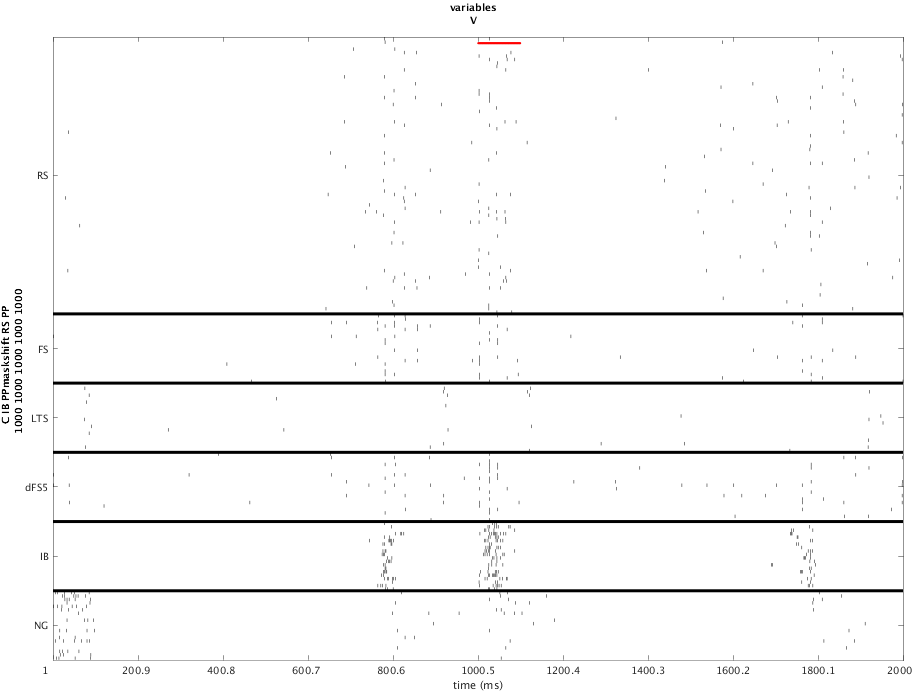 variables
V
C IB PPmaskshift RS PP
1000 1000 1000 1000 1000
RS
FS
LTS
dFS5
IB
NG
1
200.9
400.8
600.7
800.6
1000.5
1200.4
1400.3
1600.2
1800.1
2000
time (ms)